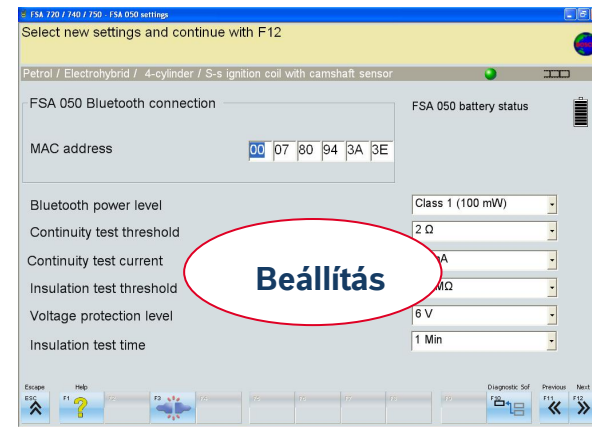 FSA 720 / 740 / 750 - FSA 050 settings
Select new settings and continue with F12
Petrol / Electrohybrid / 4-cylinder / S-s ignition coil with camshaft sensor
FSA 050 Bluetooth connection
FSA 050 battery status
MAC address 00 07 80 94 3A 3E
Bluetooth power level Class 1 (100 mW)
Continuity test threshold 2 Ω
Continuity test current
Insulation test threshold MΩ
Beállítás
Voltage protection level 6 V
Insulation test time 1 Min
Escape Help Diagnostic Sof Previous Next
ESC F1 F2 F3 F4 F10 F11 F12